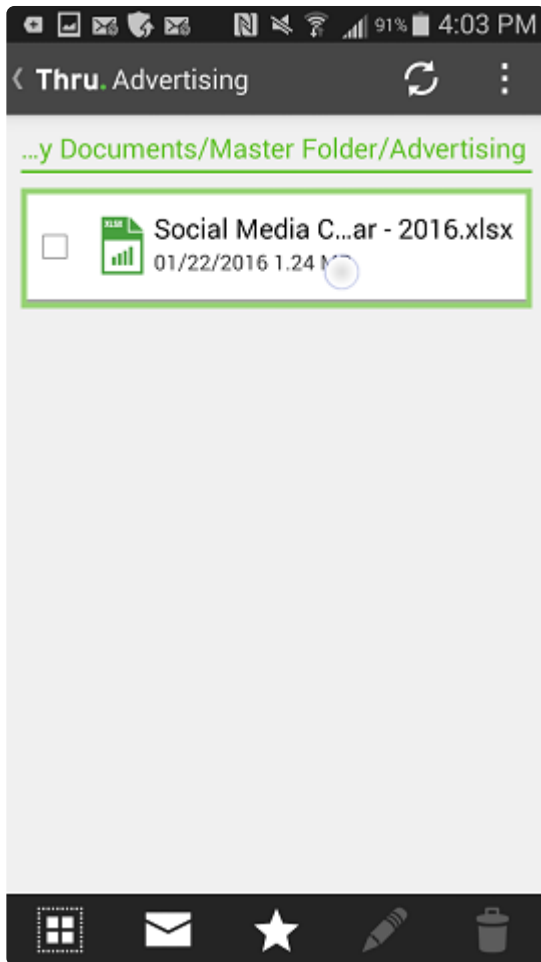 91% 4:03 PM
Thru. Advertising
...y Documents/Master Folder/Advertising
XLSX
Social Media C...ar - 2016.xlsx
01/22/2016 1.24